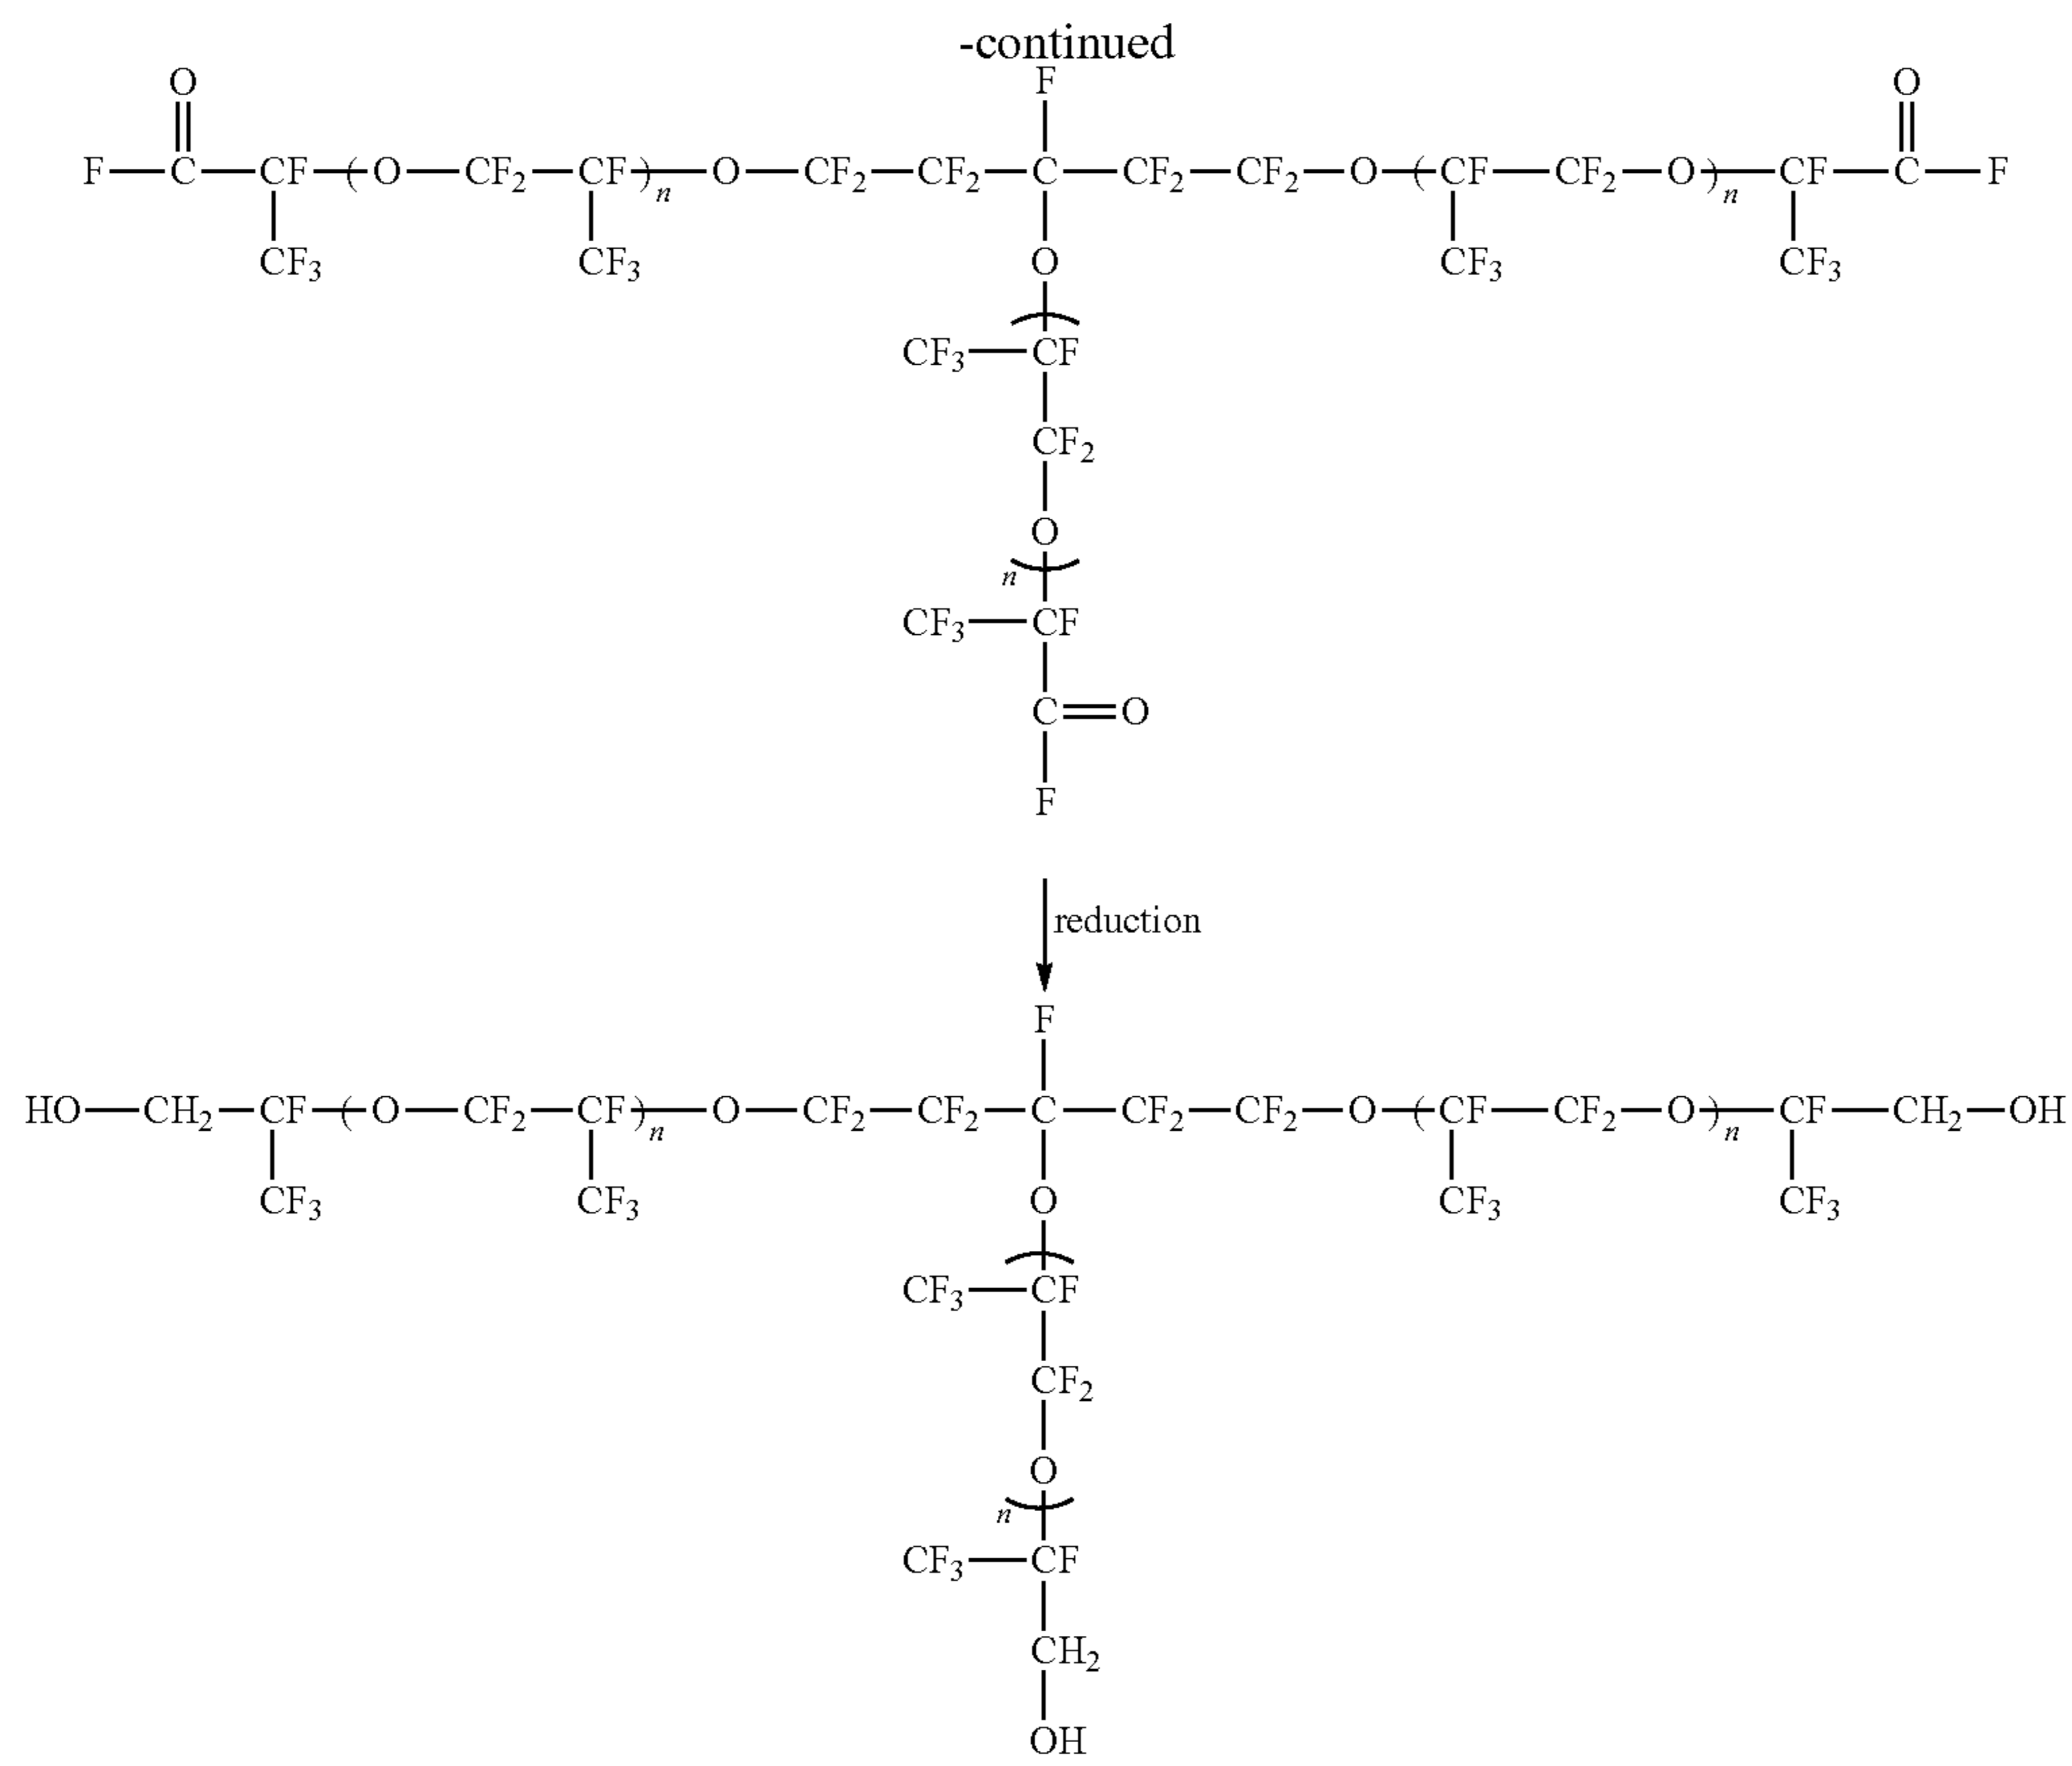 -continued
F
O O
F C CF ( O CF2 CF )n O CF2 CF2 C CF2 CF2 O ( CF CF2 O )n CF C F
CF3 CF3 O CF3 CF3
CF3 CF
CF2
O
n
CF3 CF
C O
F
reduction
F
HO CH2 CF ( O CF2 CF )n O CF2 CF2 C CF2 CF2 O ( CF CF2 O )n CF CH2 OH
CF3 CF3 O CF3 CF3
CF3 CF
CF2
O
n
CF3 CF
CH2
OH